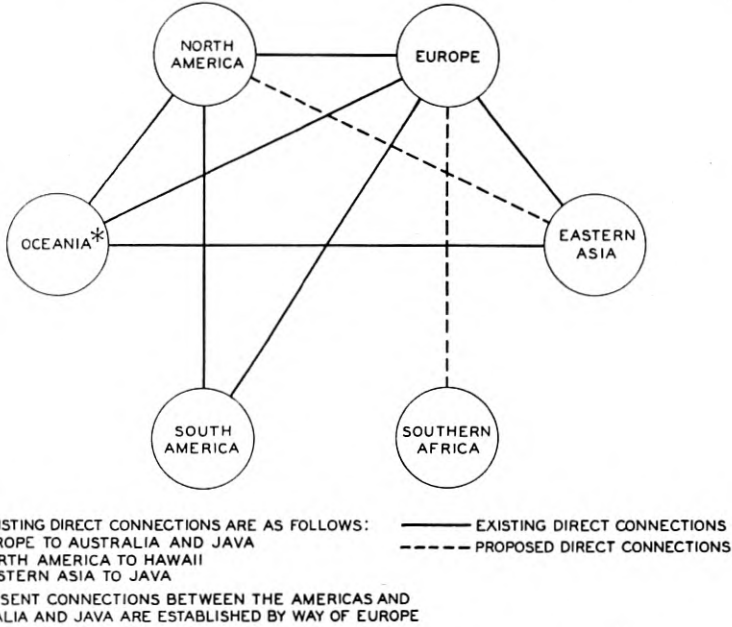 NORTH
AMERICA
EUROPE
OCEANIA*
EASTERN
ASIA
SOUTH
AMERICA
SOUTHERN
AFRICA
ISTING DIRECT CONNECTIONS ARE AS FOLLOWS:
ROPE TO AUSTRALIA AND JAVA
RTH AMERICA TO HAWAII
STERN ASIA TO JAVA
SENT CONNECTIONS BETWEEN THE AMERICAS AND
ALIA AND JAVA ARE ESTABLISHED BY WAY OF EUROPE
EXISTING DIRECT CONNECTIONS
PROPOSED DIRECT CONNECTIONS